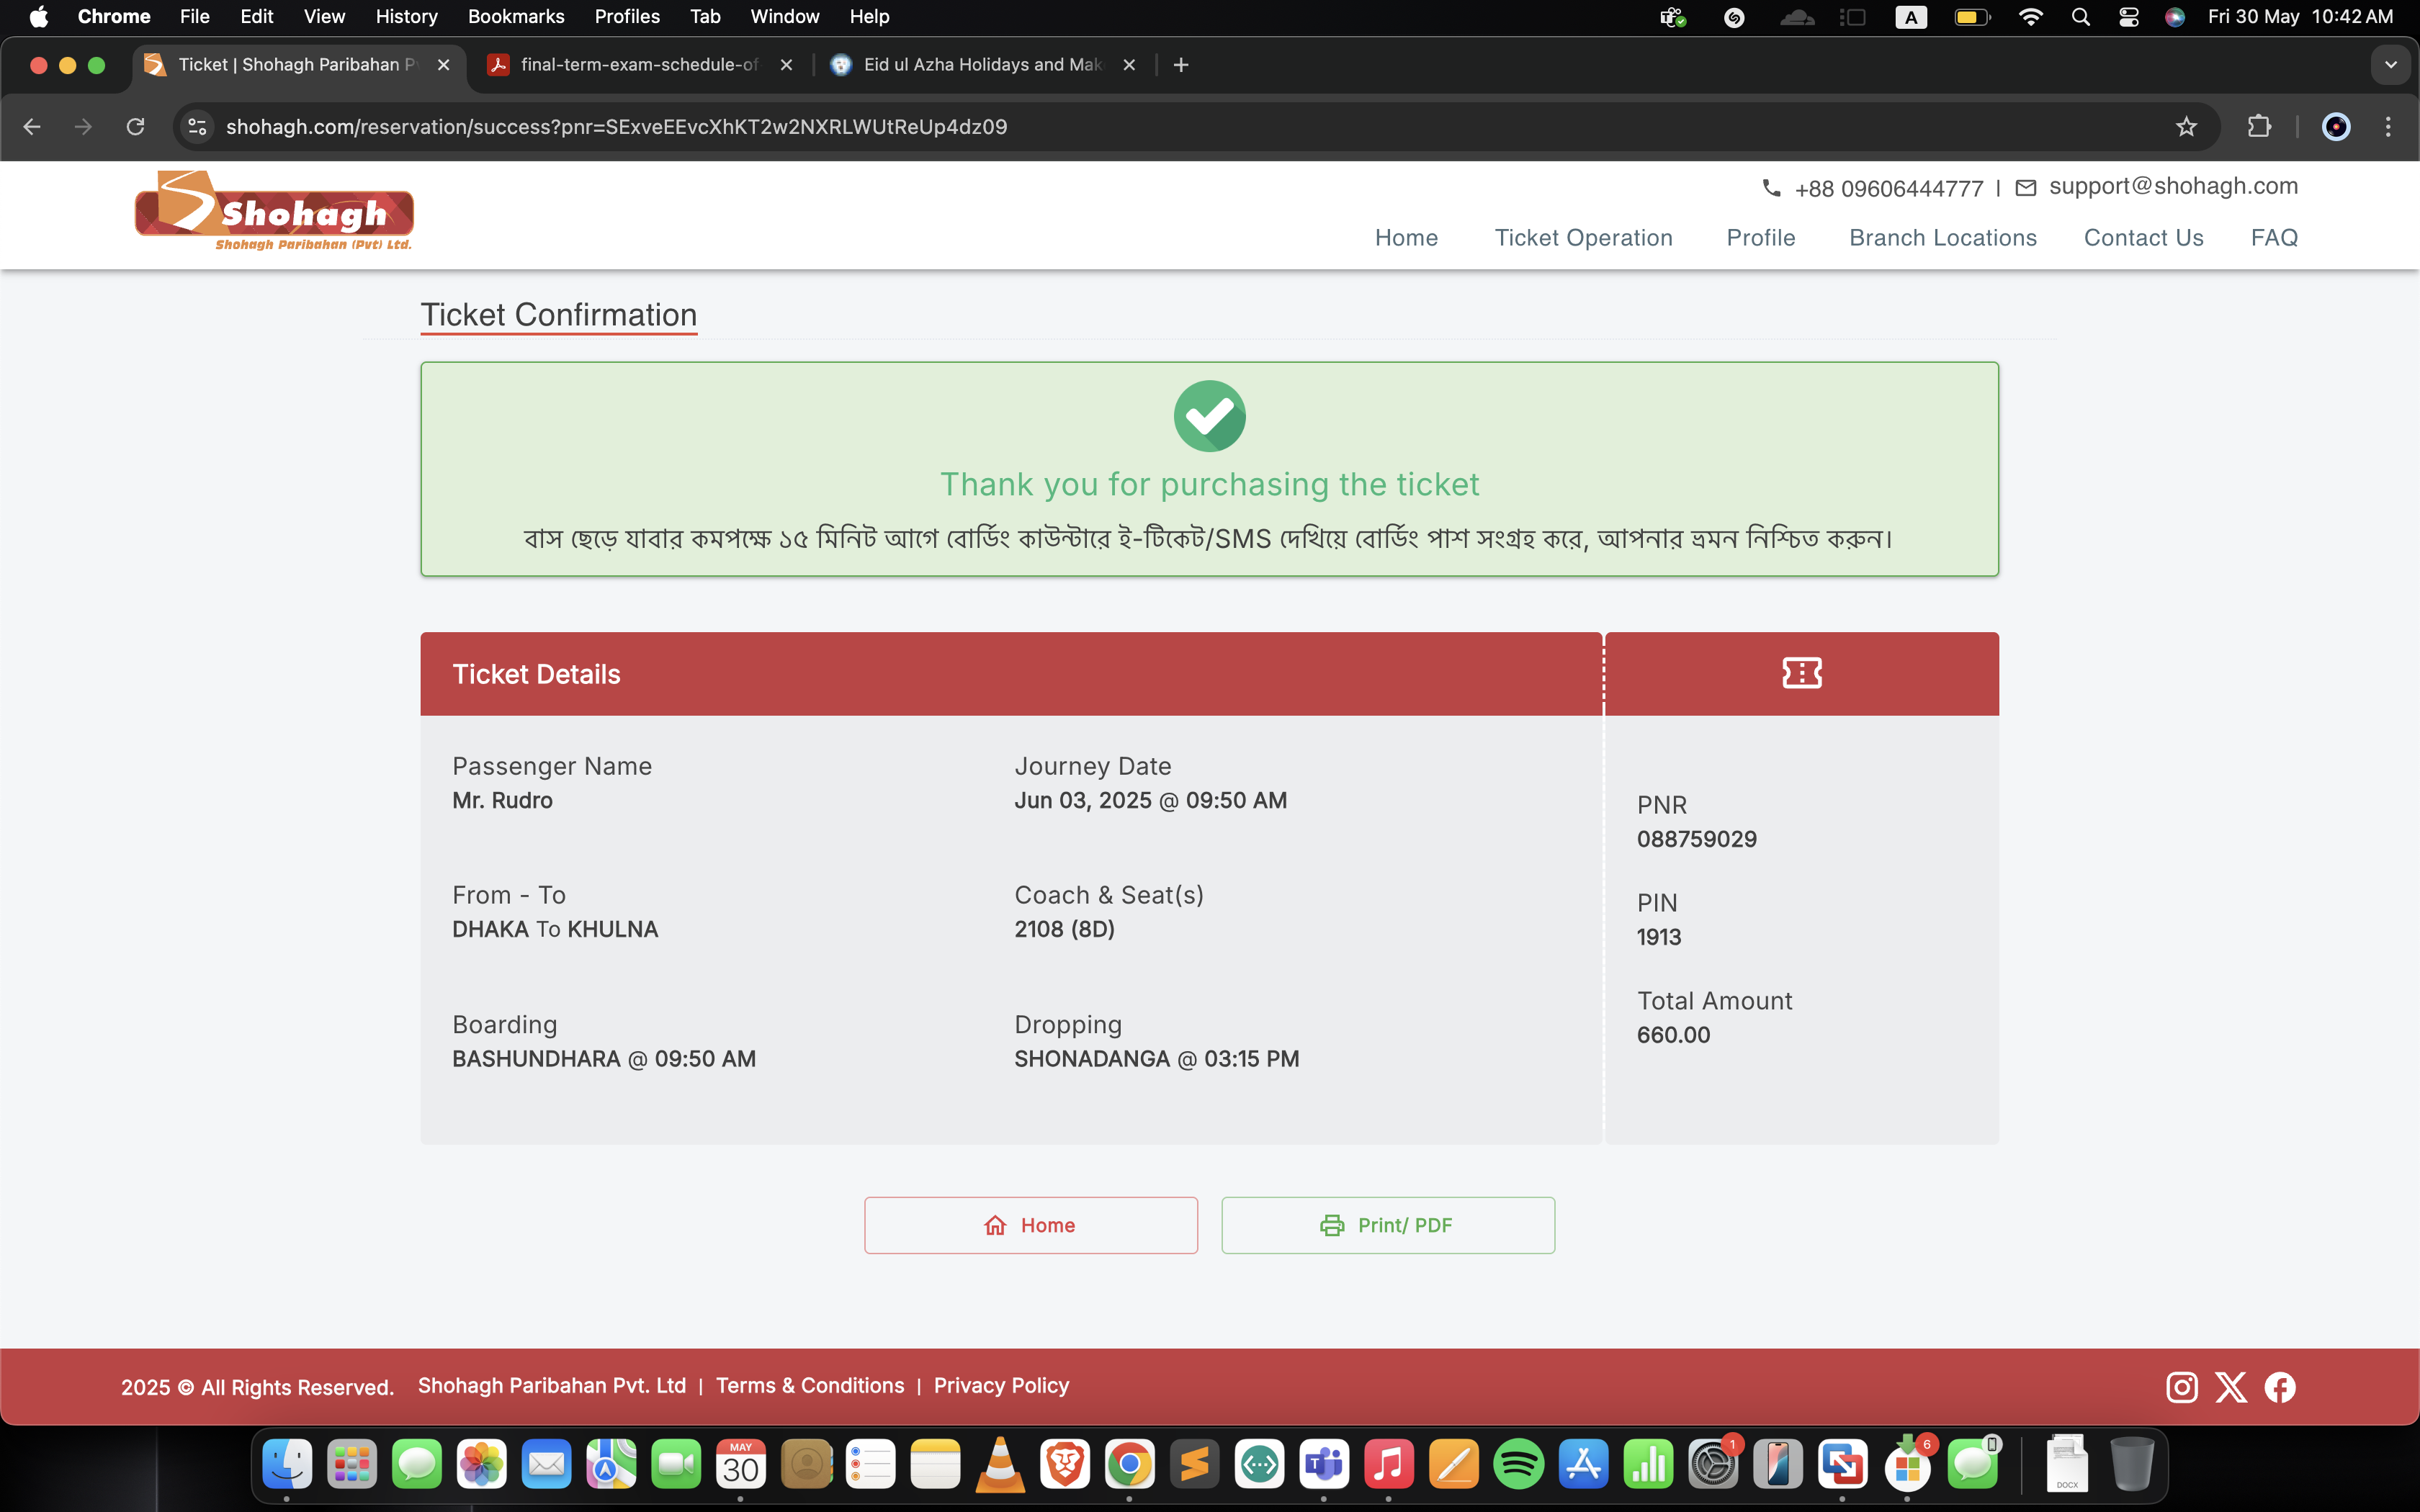 Chrome File Edit View History Bookmarks Profiles Tab Window Help A Fri 30 May 10:42 AM
Ticket | Shohagh Paribahan P final-term-exam-schedule-of Eid ul Azha Holidays and Mak
shohagh.com/reservation/success?pnr=SExveEEvcXhKT2w2NXRLWUtReUp4dz09
Shohagh
Shohagh Paribahan (Pvt) Ltd.
+88 09606444777 | support@shohagh.com
Home Ticket Operation Profile Branch Locations Contact Us FAQ
Ticket Confirmation
Thank you for purchasing the ticket
বাস ছেড়ে যাবার কমপক্ষে ১৫ মিনিট আগে বোর্ডিং কাউন্টারে ই-টিকেট/SMS দেখিয়ে বোর্ডিং পাশ সংগ্রহ করে, আপনার ভ্রমন নিশ্চিত করুন।
Ticket Details
Passenger Name
Mr. Rudro
Journey Date
Jun 03, 2025 @ 09:50 AM
From - To
DHAKA To KHULNA
Coach & Seat(s)
2108 (8D)
Boarding
BASHUNDHARA @ 09:50 AM
Dropping
SHONADANGA @ 03:15 PM
PNR
088759029
PIN
1913
Total Amount
660.00
Home
Print/ PDF
2025 © All Rights Reserved. Shohagh Paribahan Pvt. Ltd | Terms & Conditions | Privacy Policy
MAY
30
1
6
DOCX